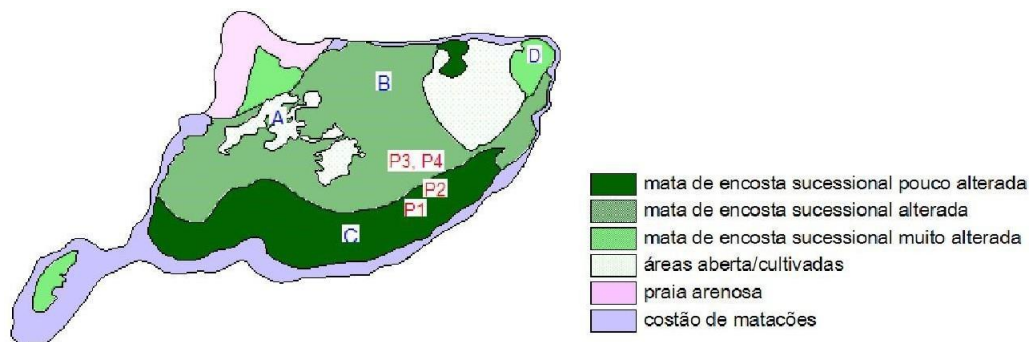 D
B
A
P3, P4
P2
P1
C
mata de encosta sucessional pouco alterada
mata de encosta sucessional alterada
mata de encosta sucessional muito alterada
áreas aberta/cultivadas
praia arenosa
costão de matacões